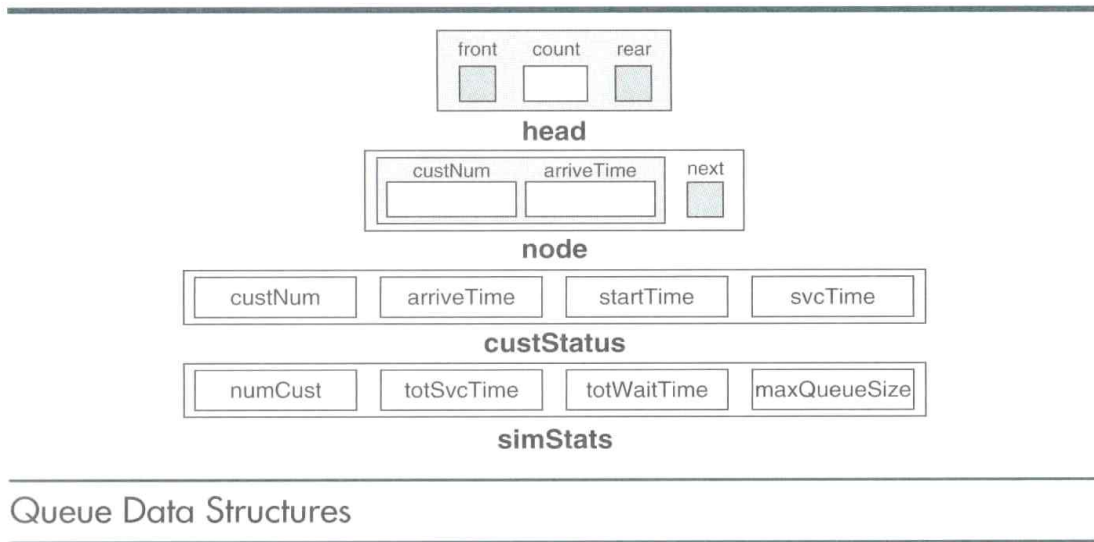 front count rear
head
custNum arriveTime next
node
custNum arriveTime startTime svcTime
custStatus
numCust totSvcTime totWaitTime maxQueueSize
simStats
Queue Data Structures